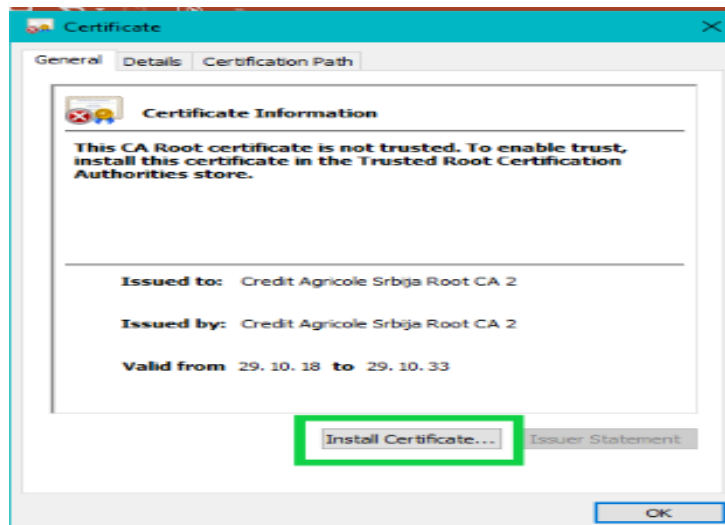 Certificate
General Details Certification Path
Certificate Information
This CA Root certificate is not trusted. To enable trust,
install this certificate in the Trusted Root Certification
Authorities store.
Issued to: Credit Agricole Srbija Root CA 2
Issued by: Credit Agricole Srbija Root CA 2
Valid from 29. 10. 18 to 29. 10. 33
Install Certificate... Issuer Statement
OK